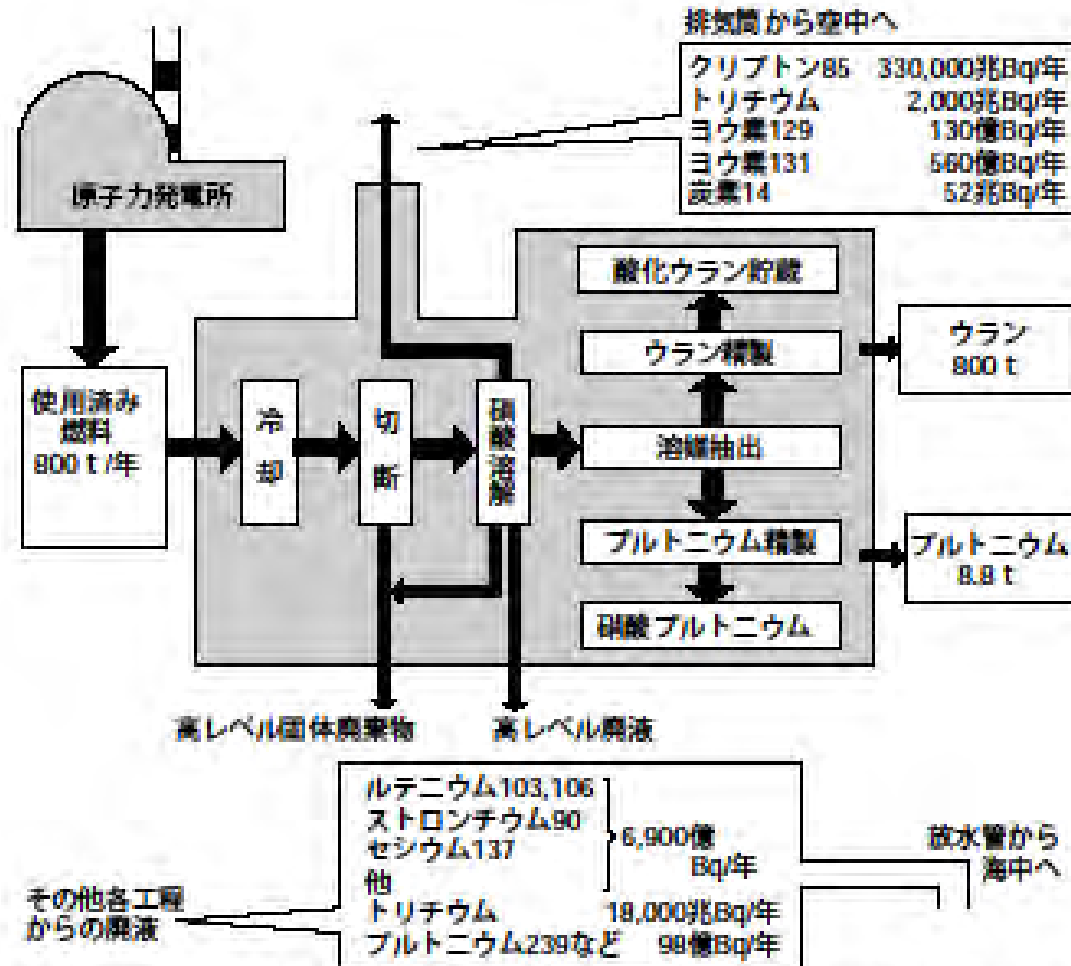 排気筒から空中へ
クリプトン85 330,000兆Bq/年
トリチウム 2,000兆Bq/年
ヨウ素129 130億Bq/年
ヨウ素131 560億Bq/年
炭素14 52兆Bq/年
原子力発電所
使用済み
燃料
800t/年
冷却
切断
硝酸溶解
酸化ウラン貯蔵
ウラン精製
溶媒抽出
プルトニウム精製
硝酸プルトニウム
ウラン
800t
プルトニウム
8.8t
高レベル固体廃棄物
高レベル廃液
その他各工程
からの廃液
ルテニウム103,106
ストロンチウム90
セシウム137
他
6,900億
Bq/年
トリチウム 18,000兆Bq/年
プルトニウム239など 98億Bq/年
放水管から
海中へ